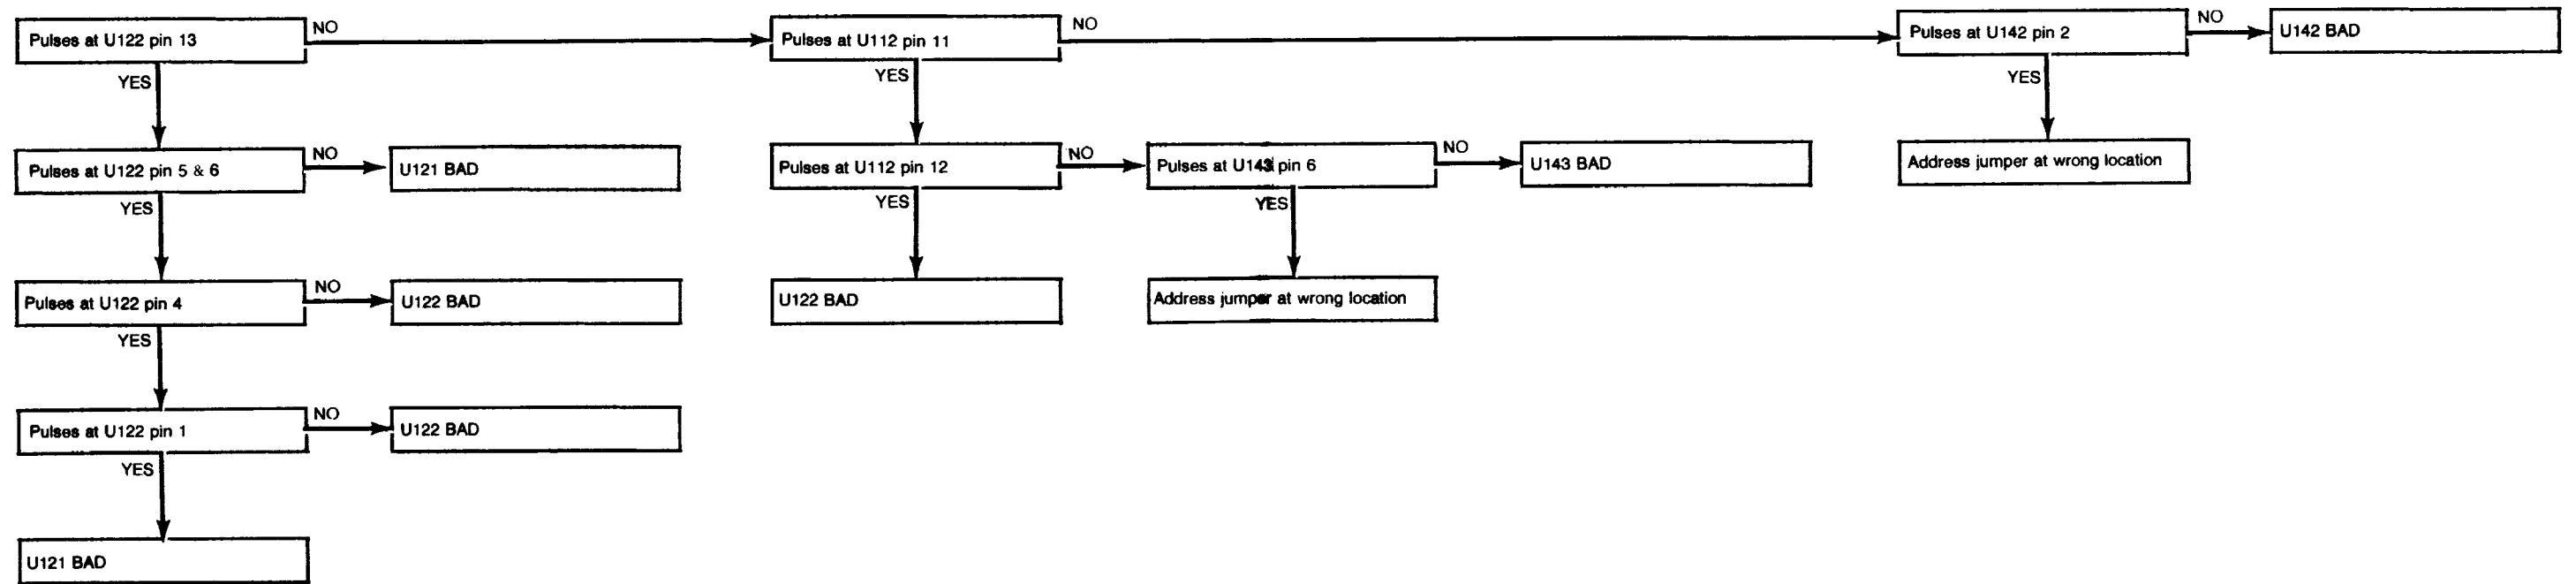 Pulses at U122 pin 13
NO
Pulses at U112 pin 11
NO
Pulses at U142 pin 2
NO
U142 BAD
YES
YES
YES
Pulses at U122 pin 5 & 6
NO
U121 BAD
Pulses at U112 pin 12
NO
Pulses at U143 pin 6
NO
U143 BAD
Address jumper at wrong location
YES
YES
YES
Pulses at U122 pin 4
NO
U122 BAD
U122 BAD
Address jumper at wrong location
YES
Pulses at U122 pin 1
NO
U122 BAD
YES
U121 BAD